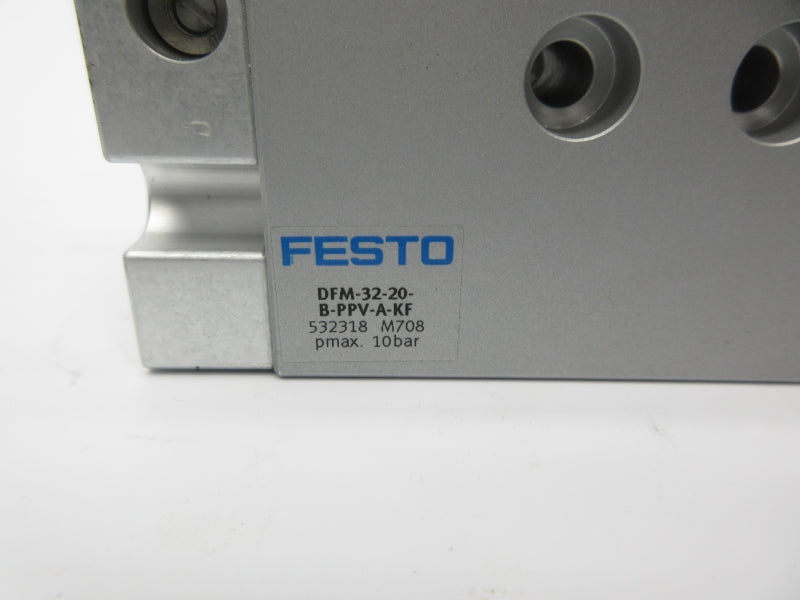 FESTO
DFM-32-20-
B-PPV-A-KF
532318 M708
pmax. 10bar